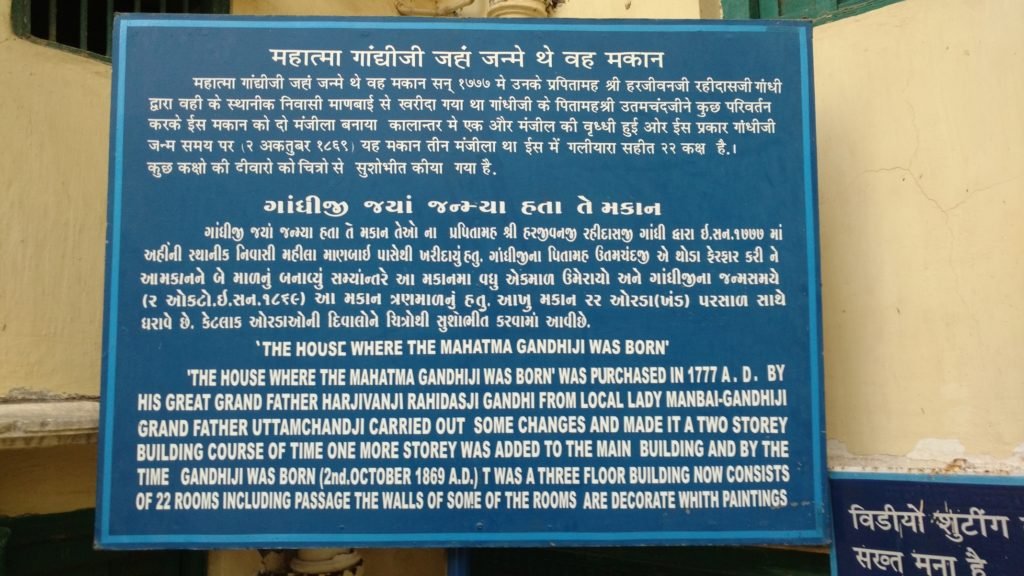 महात्मा गांधीजी जहां जन्मे थे वह मकान
महात्मा गांधीजी जहां जन्मे थे वह मकान सन् १७७७ मे उनके प्रपितामह श्री हरजीवनजी रहीदासजी गांधी
द्वारा वही के स्थानीक निवासी माणबाई से खरीदा गया था गांधीजी के पितामहश्री उतमचंदजीने कुछ परिवर्तन
करके ईस मकान को दो मंजीला बनाया कालान्तर मे एक और मंजील की वृध्धी हुई ओर ईस प्रकार गांधीजी
जन्म समय पर (२ अकतुबर १८६९) यह मकान तीन मंजीला था ईस में गलीयारा सहीत २२ कक्ष है.।
कुछ कक्षो की दीवारो को चित्रो से सुशोभीत कीया गया है.
ગાંધીજી જયાં જન્મ્યા હતા તે મકાન
ગાંધીજી જયાં જન્મ્યા હતા તે મકાન તેઓ ના પ્રપિતામહ શ્રી હરજીવનજી રહીદાસજી ગાંધી દ્વારા ઇ.સન.૧૭૭૭ માં
અહીંની સ્થાનીક નિવાસી મહીલા માણબાઇ પાસેથી ખરીદાયું હતુ. ગાંધીજીના પિતામહ ઉતમચંદજી એ થોડા ફેરફાર કરી ને
આ મકાનને બે માળનું બનાવ્યું સમ્યાંન્તરે આ મકાનમા વધુ એકમાળ ઉમેરાયો અને ગાંધીજીના જન્મસમયે
(૨ ઓકટો.ઇ.સન.૧૮૬૯) આ મકાન ત્રણમાળનું હતુ. આખુ મકાન ૨૨ ઓરડા(ખંડ) પરસાળ સાથે
ધરાવે છે. કેટલાક ઓરડાઓની દિવાલોને ચિત્રોથી સુશોભીત કરવામાં આવીછે.
'THE HOUSE WHERE THE MAHATMA GANDHIJI WAS BORN'
'THE HOUSE WHERE THE MAHATMA GANDHIJI WAS BORN' WAS PURCHASED IN 1777 A . D . BY
HIS GREAT GRAND FATHER HARJIVANJI RAHIDASJI GANDHI FROM LOCAL LADY MANBAI-GANDHIJI
GRAND FATHER UTTAMCHANDJI CARRIED OUT SOME CHANGES AND MADE IT A TWO STOREY
BUILDING COURSE OF TIME ONE MORE STOREY WAS ADDED TO THE MAIN BUILDING AND BY THE
TIME GANDHIJI WAS BORN (2nd.OCTOBER 1869 A.D.) T WAS A THREE FLOOR BUILDING NOW CONSISTS
OF 22 ROOMS INCLUDING PASSAGE THE WALLS OF SOME OF THE ROOMS ARE DECORATE WHITH PAINTINGS
विडीयो शुटींग
सख्त मना है